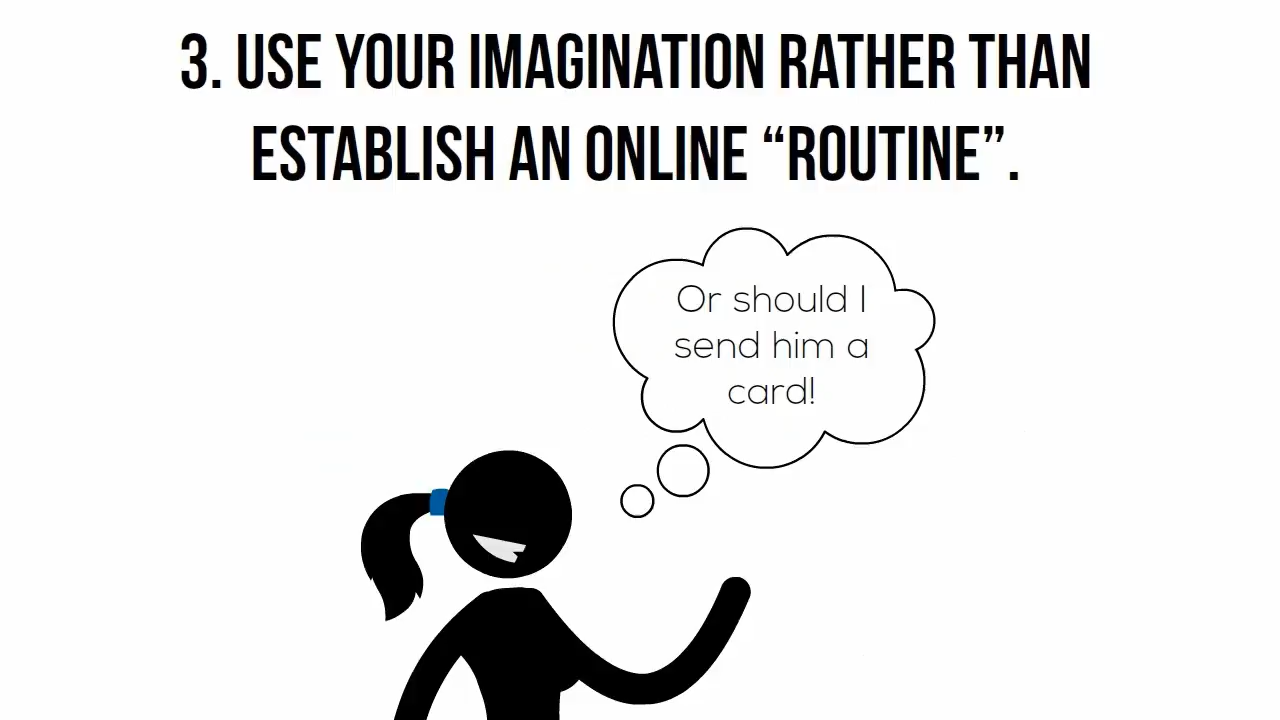 3. USE YOUR IMAGINATION RATHER THAN
ESTABLISH AN ONLINE “ROUTINE”.
Or should I
send him a
card!